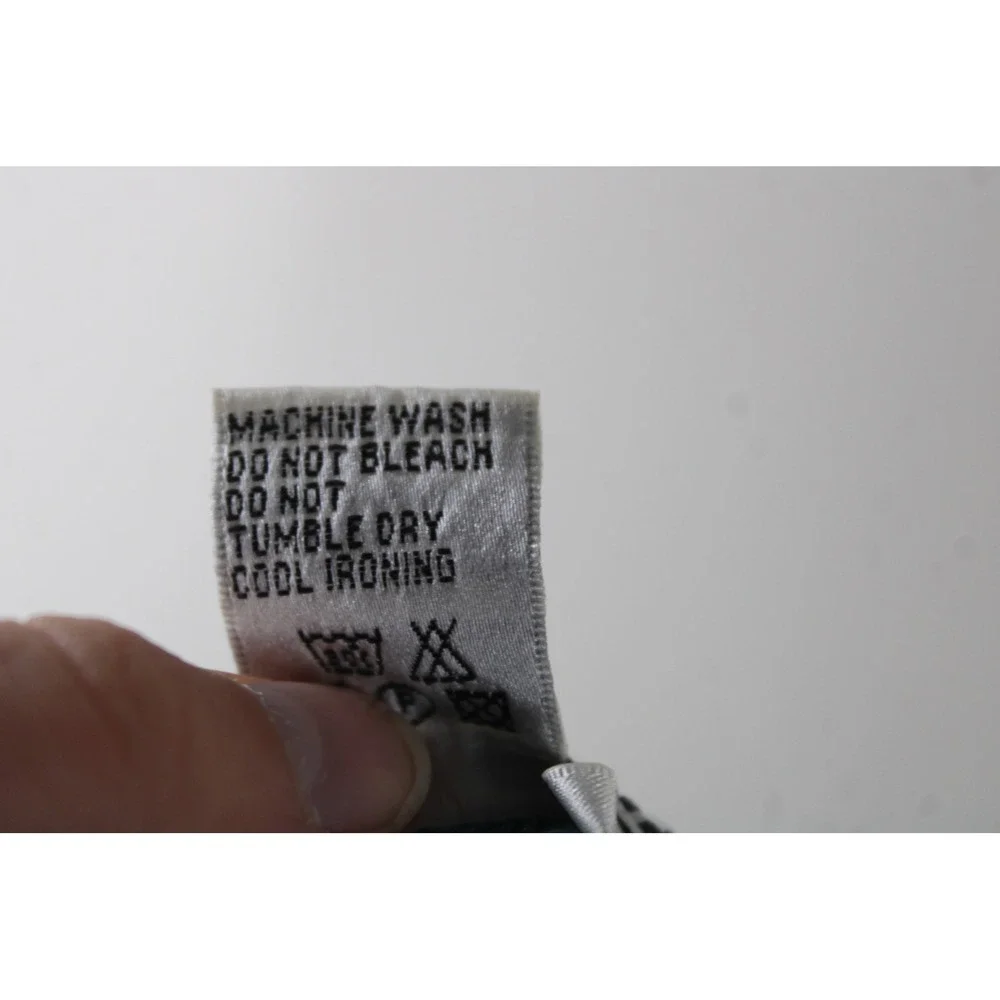 MACHINE WASH
DO NOT BLEACH
DO NOT
TUMBLE DRY
COOL IRONING
P